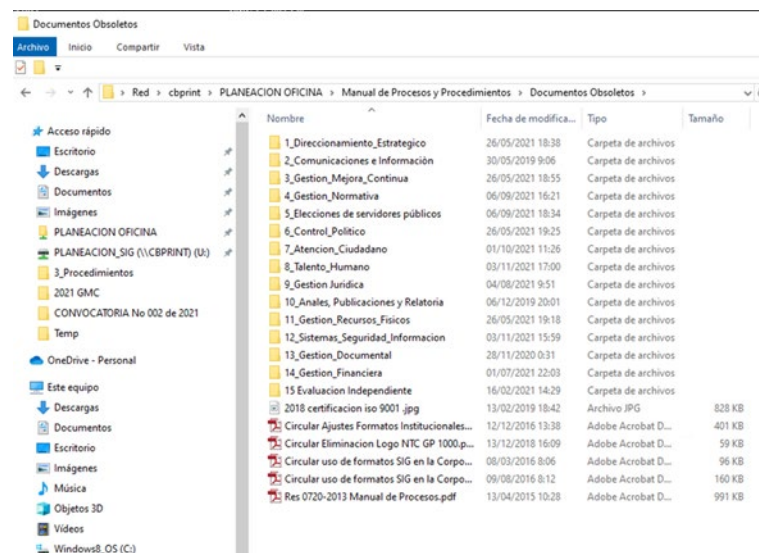 Documentos Obsoletos
Archivo Inicio Compartir Vista
Red > cbprint > PLANEACION OFICINA > Manual de Procesos y Procedimientos > Documentos Obsoletos >
Nombre Fecha de modifica... Tipo Tamaño
Acceso rápido
Escritorio
Descargas
Documentos
Imágenes
PLANEACION OFICINA
PLANEACION_SIG (\\CBPRINT) (U:)
3_Procedimientos
2021 GMC
CONVOCATORIA No 002 de 2021
Temp
OneDrive - Personal
Este equipo
Descargas
Documentos
Escritorio
Imágenes
Música
Objetos 3D
Vídeos
Windows8_OS (C:)
1_Direccionamiento_Estrategico 26/05/2021 18:38 Carpeta de archivos
2_Comunicaciones e Información 30/05/2019 9:06 Carpeta de archivos
3_Gestion_Mejora_Continua 26/05/2021 18:55 Carpeta de archivos
4_Gestion_Normativa 06/09/2021 16:21 Carpeta de archivos
5_Elecciones de servidores públicos 06/09/2021 18:34 Carpeta de archivos
6_Control_Politico 26/05/2021 19:25 Carpeta de archivos
7_Atencion_Ciudadano 01/10/2021 11:26 Carpeta de archivos
8_Talento_Humano 03/11/2021 17:00 Carpeta de archivos
9_Gestion Juridica 04/08/2021 9:51 Carpeta de archivos
10_Anales, Publicaciones y Relatoria 06/12/2019 20:01 Carpeta de archivos
11_Gestion_Recursos_Fisicos 26/05/2021 19:18 Carpeta de archivos
12_Sistemas_Seguridad_Informacion 03/11/2021 15:59 Carpeta de archivos
13_Gestion_Documental 28/11/2020 0:31 Carpeta de archivos
14_Gestion_Financiera 01/07/2021 22:03 Carpeta de archivos
15 Evaluacion Independiente 16/02/2021 14:29 Carpeta de archivos
2018 certificacion iso 9001 .jpg 13/02/2019 18:42 Archivo JPG 828 KB
Circular Ajustes Formatos Institucionales... 12/12/2016 13:38 Adobe Acrobat D... 401 KB
Circular Eliminacion Logo NTC GP 1000.p... 13/12/2018 16:09 Adobe Acrobat D... 59 KB
Circular uso de formatos SIG en la Corpo... 08/03/2016 8:06 Adobe Acrobat D... 96 KB
Circular uso de formatos SIG en la Corpo... 09/08/2016 8:12 Adobe Acrobat D... 160 KB
Res 0720-2013 Manual de Procesos.pdf 13/04/2015 10:28 Adobe Acrobat D... 991 KB